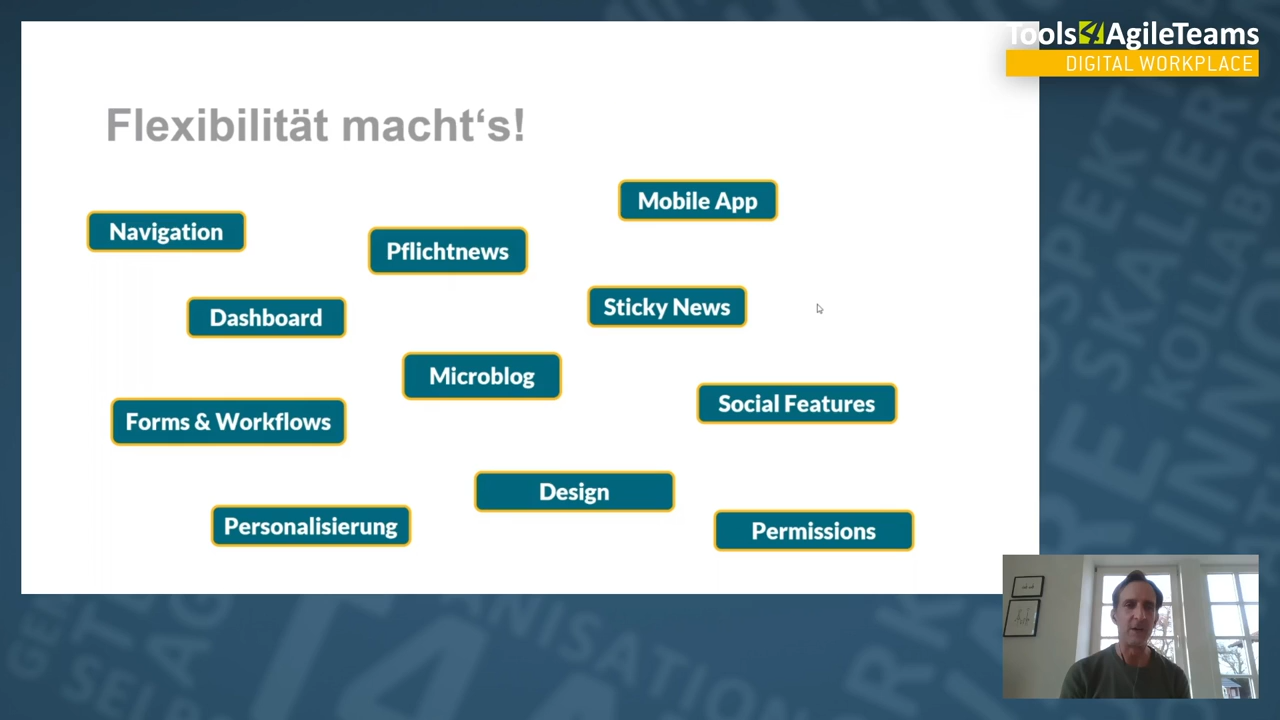 Tools4AgileTeams
DIGITAL WORKPLACE
Flexibilität macht‘s!
Mobile App
Navigation
Pflichtnews
Sticky News
Dashboard
Microblog
Social Features
Forms & Workflows
Design
Personalisierung
Permissions